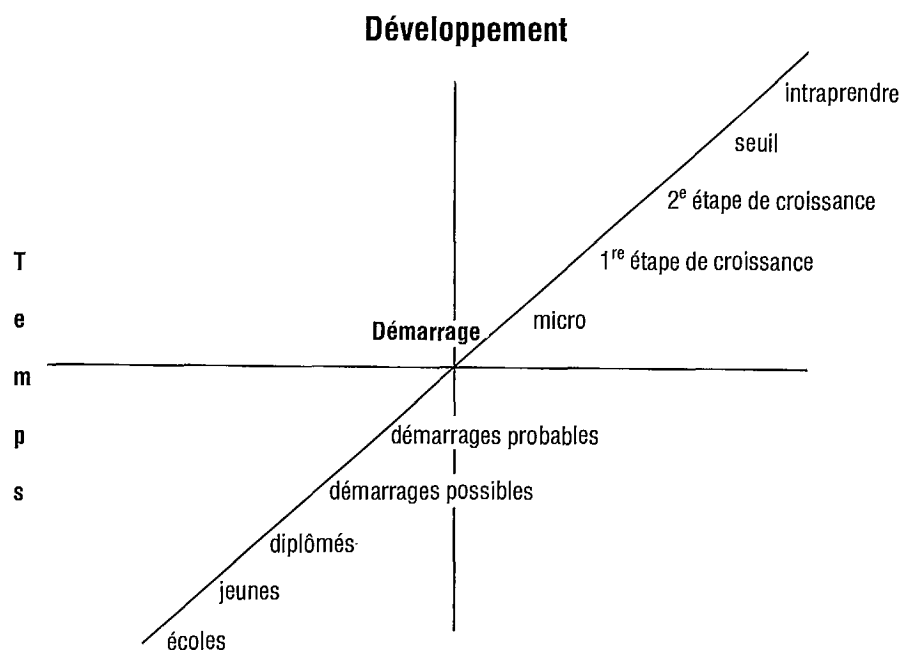 Développement
intraprendre
seuil
2e étape de croissance
1re étape de croissance
micro
Démarrage
démarrages probables
démarrages possibles
diplômés
jeunes
écoles
T
e
m
p
s